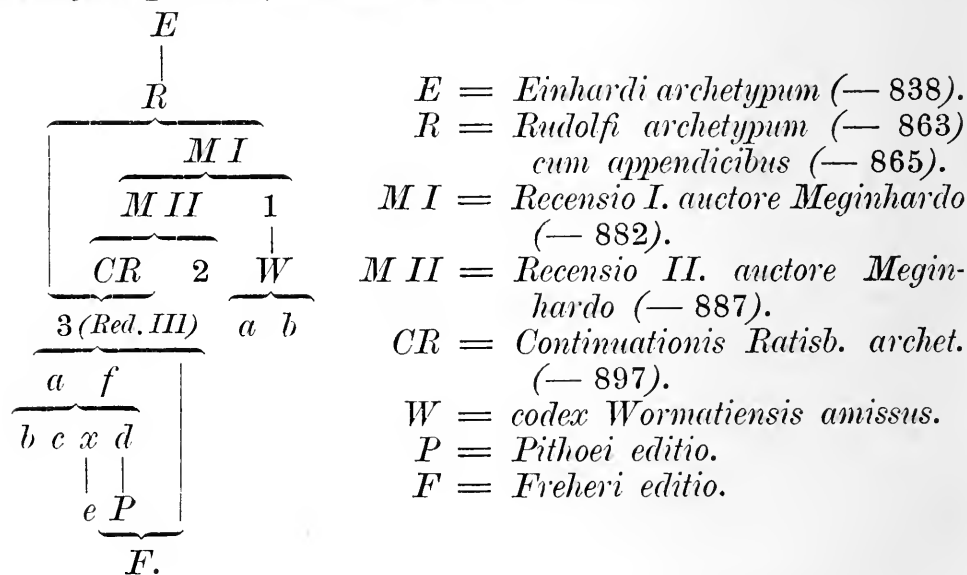 E
R
M I
M II 1
CR 2 W
3 (Red. III) a b
a f
b c x d
e P
F.
E = Einhardi archetypum (— 838).
R = Rudolfi archetypum (— 863)
cum appendicibus (— 865).
M I = Recensio I. auctore Meginhardo
(— 882).
M II = Recensio II. auctore Megin-
hardo (— 887).
CR = Continuationis Ratisb. archet.
(— 897).
W = codex Wormatiensis amissus.
P = Pithoei editio.
F = Freheri editio.